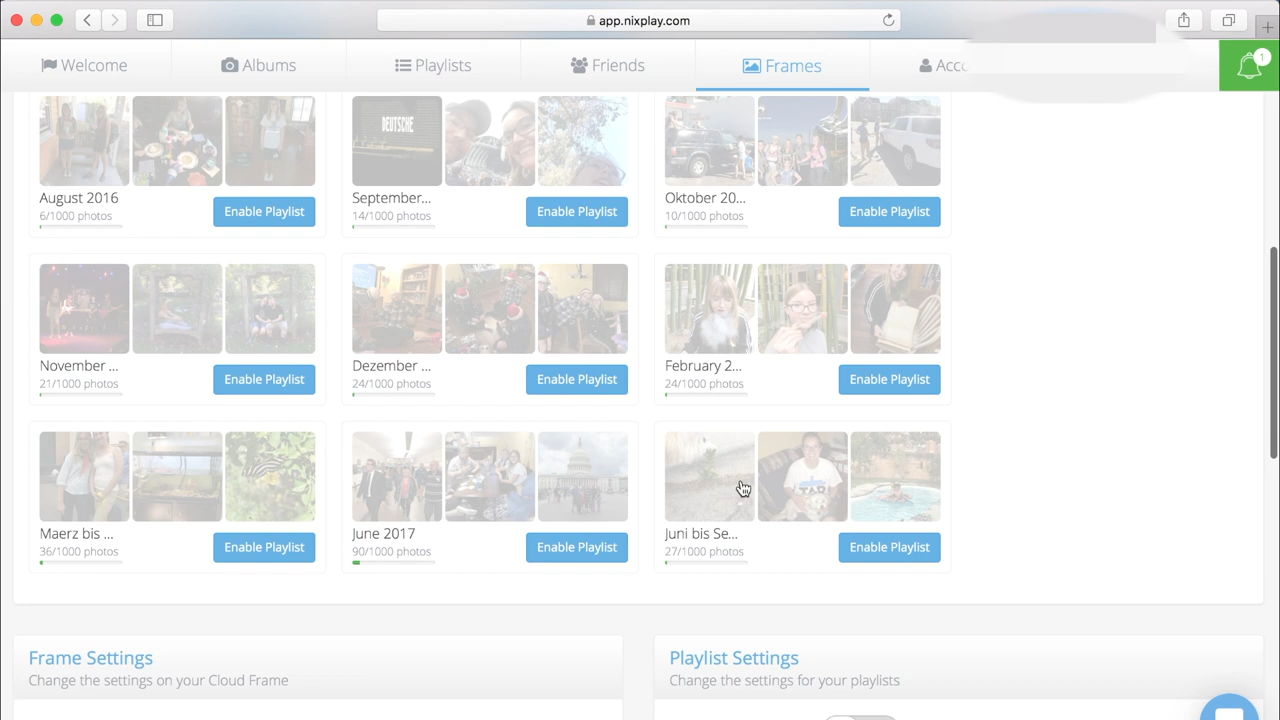 app.nixplay.com
Welcome
Albums
Playlists
Friends
Frames
1
DEUTSCHE
August 2016
6/1000 photos
Enable Playlist
September...
14/1000 photos
Enable Playlist
Oktober 20...
10/1000 photos
Enable Playlist
November ...
21/1000 photos
Enable Playlist
Dezember ...
24/1000 photos
Enable Playlist
February 2...
24/1000 photos
Enable Playlist
Maerz bis ...
36/1000 photos
Enable Playlist
June 2017
90/1000 photos
Enable Playlist
Juni bis Se...
27/1000 photos
Enable Playlist
Frame Settings
Change the settings on your Cloud Frame
Playlist Settings
Change the settings for your playlists